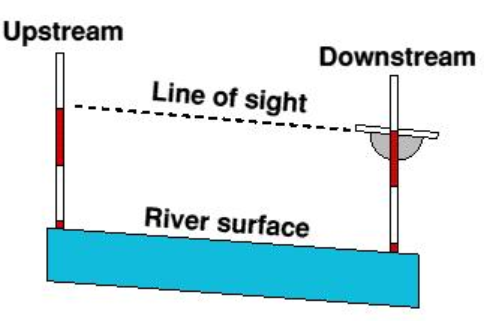 Upstream
Downstream
Line of sight
River surface